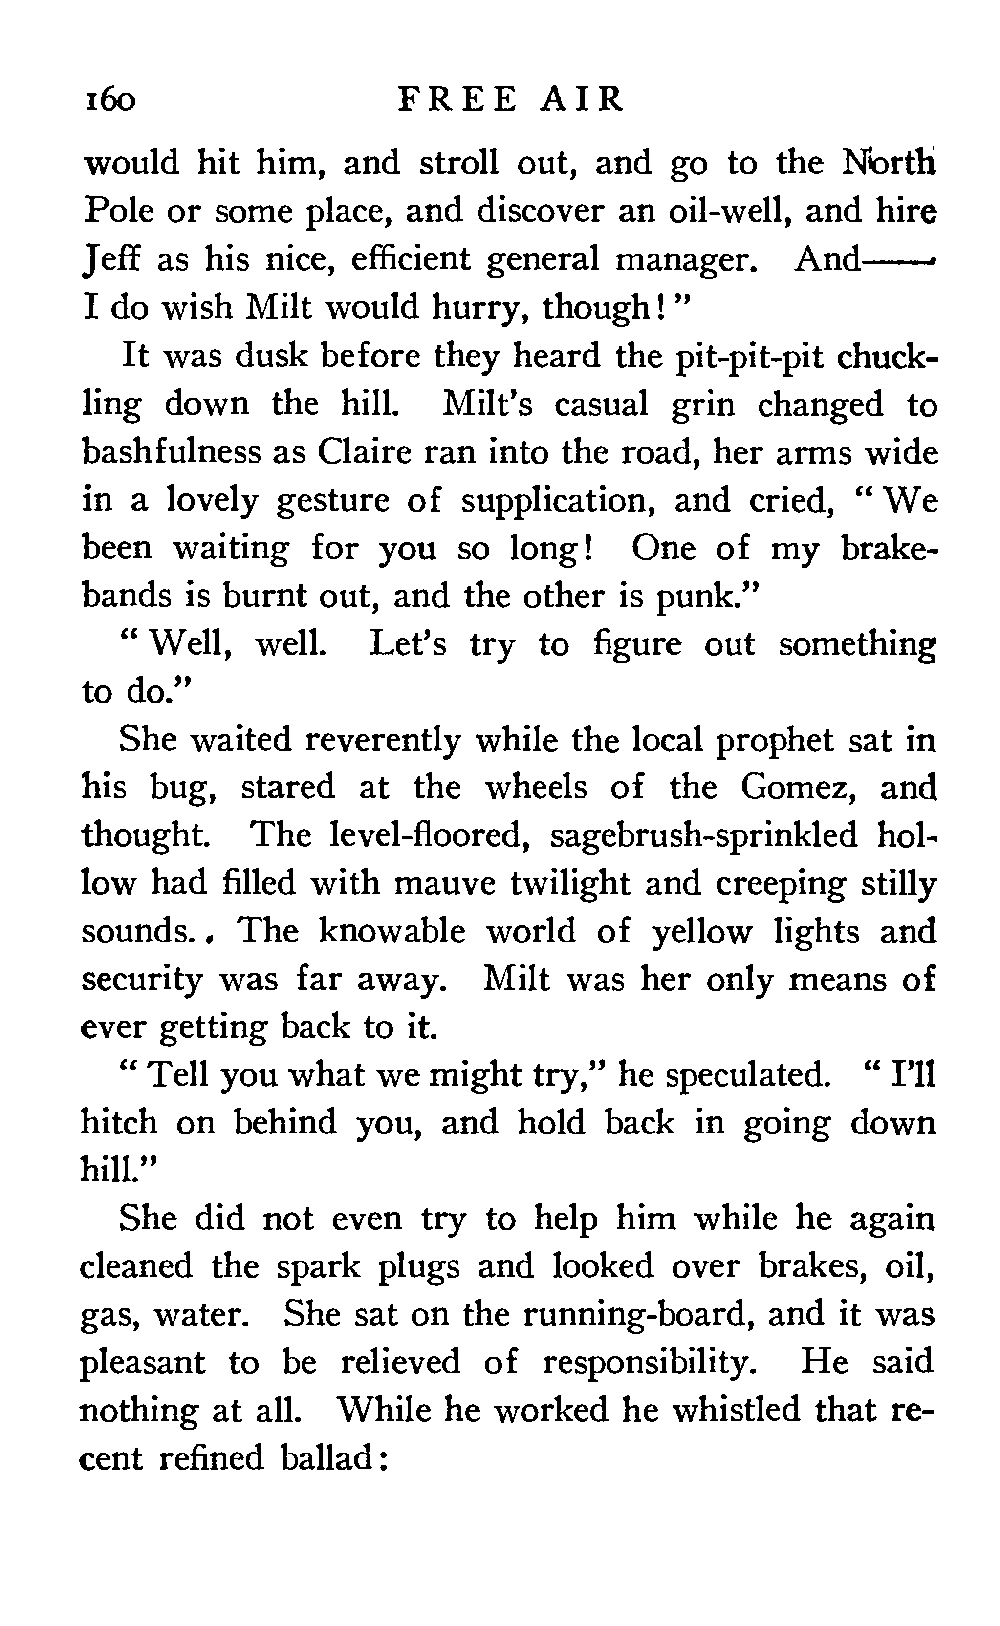 160 FREE AIR
would hit him, and stroll out, and go to the North
Pole or some place, and discover an oil-well, and hire
Jeff as his nice, efficient general manager. And——
I do wish Milt would hurry, though!”
It was dusk before they heard the pit-pit-pit chuck-
ling down the hill. Milt’s casual grin changed to
bashfulness as Claire ran into the road, her arms wide
in a lovely gesture of supplication, and cried, “ We
been waiting for you so long! One of my brake-
bands is burnt out, and the other is punk.”
“ Well, well. Let’s try to figure out something
to do.”
She waited reverently while the local prophet sat in
his bug, stared at the wheels of the Gomez, and
thought. The level-floored, sagebrush-sprinkled hol-
low had filled with mauve twilight and creeping stilly
sounds. . The knowable world of yellow lights and
security was far away. Milt was her only means of
ever getting back to it.
“ Tell you what we might try,” he speculated. “ I’ll
hitch on behind you, and hold back in going down
hill.”
She did not even try to help him while he again
cleaned the spark plugs and looked over brakes, oil,
gas, water. She sat on the running-board, and it was
pleasant to be relieved of responsibility. He said
nothing at all. While he worked he whistled that re-
cent refined ballad: